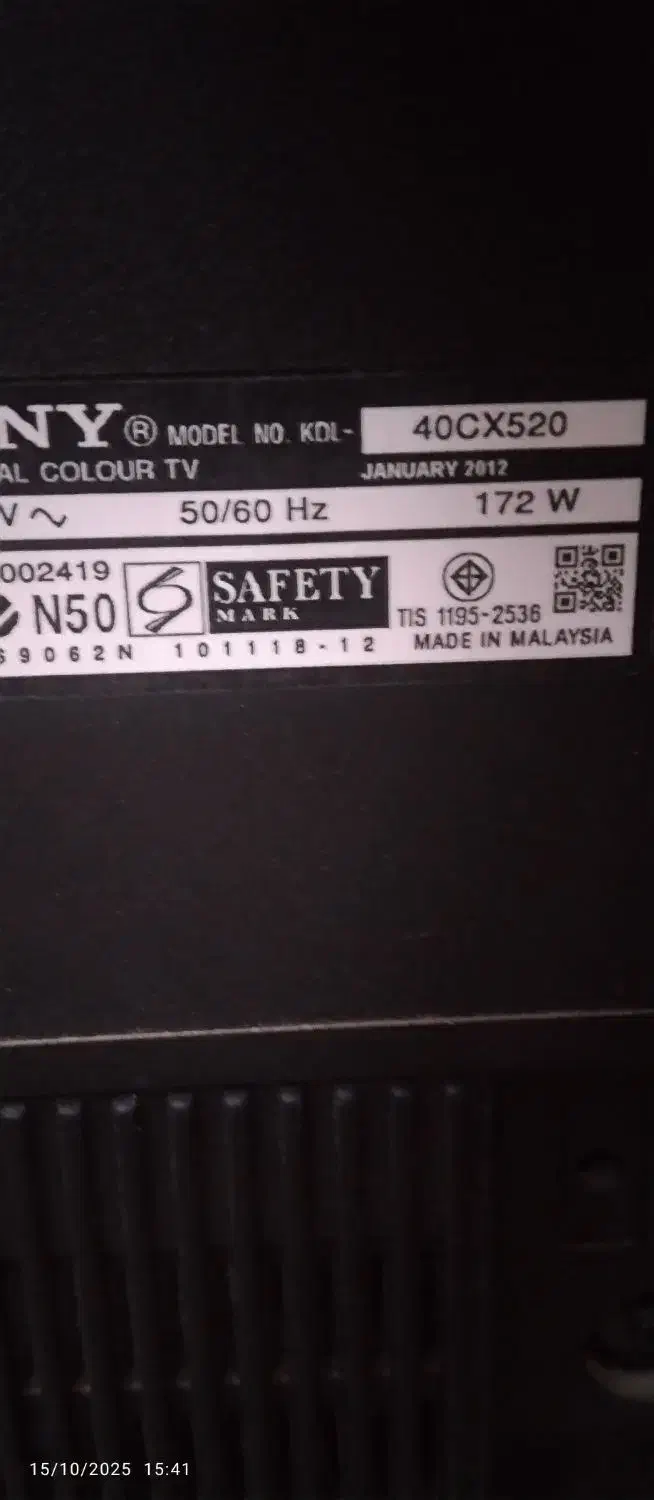 NY® MODEL NO. KDL- 40CX520
AL COLOUR TV JANUARY 2012
V ~ 50/60 Hz 172 W
002419
N50
SAFETY
MARK
TIS 1195-2536
S9062N 101118-12 MADE IN MALAYSIA
15/10/2025 15:41